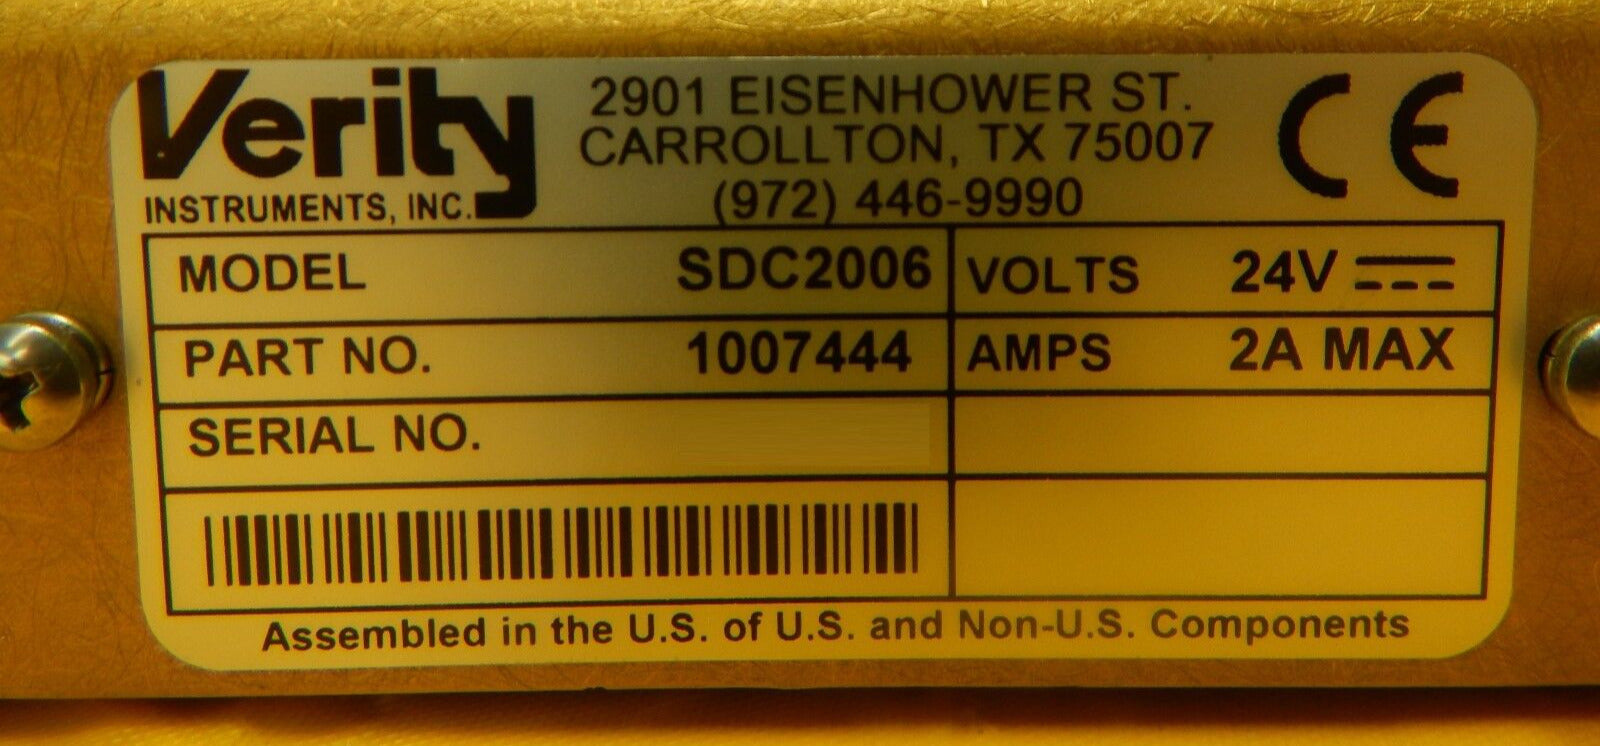 Verity
INSTRUMENTS, INC.
2901 EISENHOWER ST.
CARROLLTON, TX 75007
(972) 446-9990
CE
MODEL SDC2006 VOLTS 24V
PART NO. 1007444 AMPS 2A MAX
SERIAL NO.
Assembled in the U.S. of U.S. and Non-U.S. Components